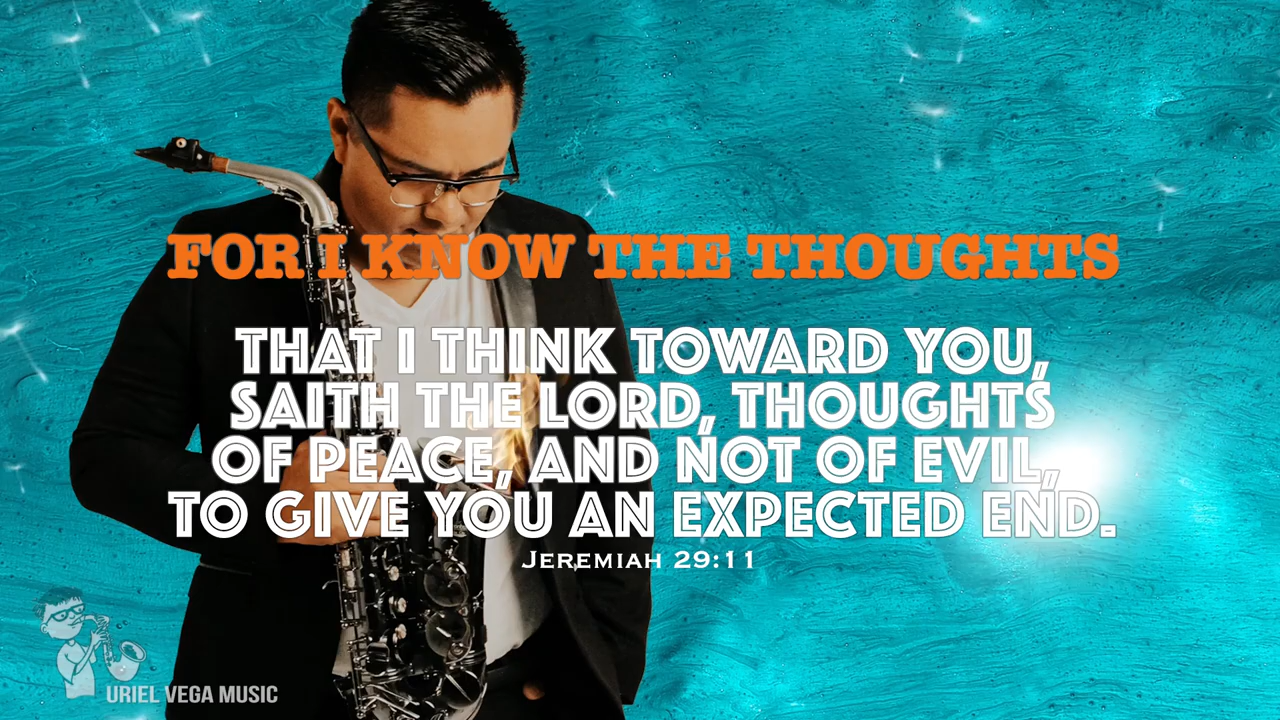 FOR I KNOW THE THOUGHTS
THAT I THINK TOWARD YOU,
SAITH THE LORD, THOUGHTS
OF PEACE, AND NOT OF EVIL,
TO GIVE YOU AN EXPECTED END.
JEREMIAH 29:11
URIEL VEGA MUSIC